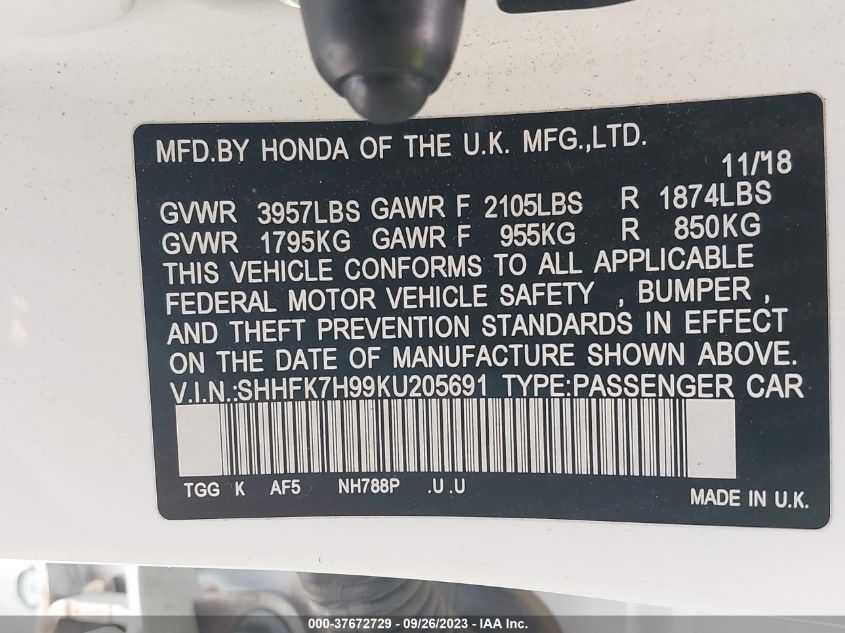 MFD.BY HONDA OF THE U.K. MFG.,LTD.
11/18
GVWR 3957LBS GAWR F 2105LBS R 1874LBS
GVWR 1795KG GAWR F 955KG R 850KG
THIS VEHICLE CONFORMS TO ALL APPLICABLE
FEDERAL MOTOR VEHICLE SAFETY , BUMPER ,
AND THEFT PREVENTION STANDARDS IN EFFECT
ON THE DATE OF MANUFACTURE SHOWN ABOVE.
V.I.N.:SHHFK7H99KU205691 TYPE:PASSENGER CAR
TGG K AF5 NH788P .U .U
MADE IN U.K.
000-37672729 - 09/26/2023 - IAA Inc.